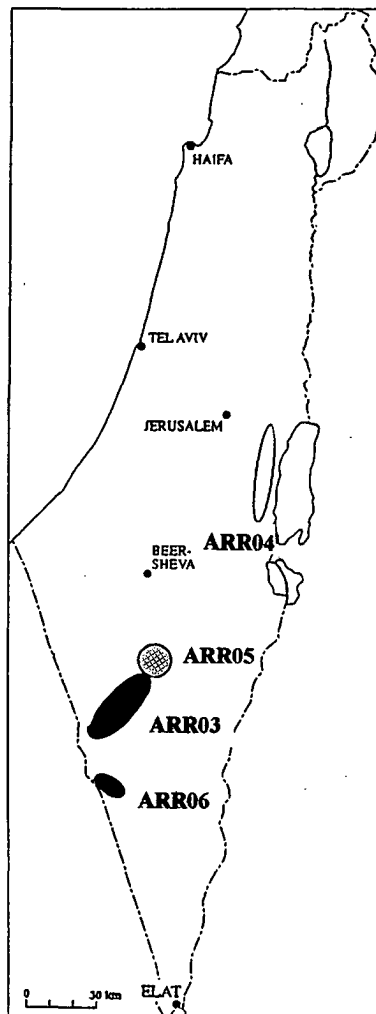 HAIFA
TEL AVIV
JERUSALEM
ARR04
BEER-
SHEVA
ARR05
ARR03
ARR06
ELAT
0 30 km